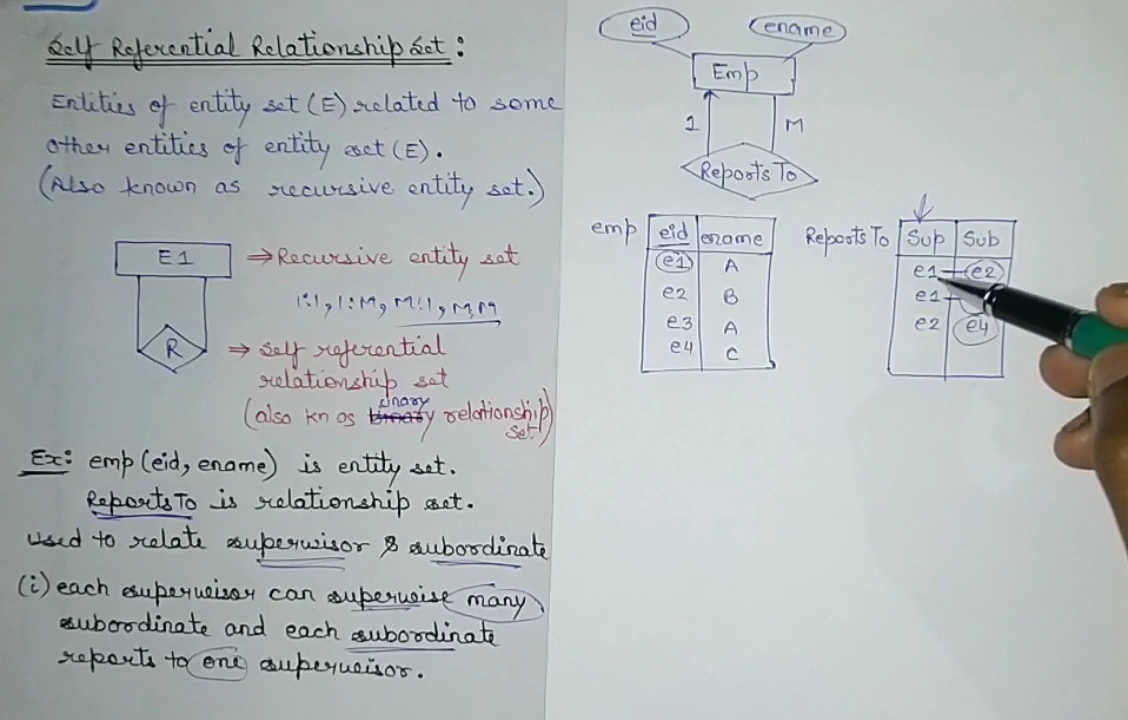 Self Referential Relationship Set :
Entities of entity set (E) related to some
other entities of entity set (E).
(Also known as recursive entity set.)
E1
⇒ Recursive entity set
1:1, 1:M, M:1, M:M
R
⇒ Self referential
relationship set
unary
(also kn as binary relationship
set)
Ex: emp (eid, ename) is entity set.
Reports To is relationship set.
used to relate supervisor & subordinate
(i) each supervisor can supervise many
subordinate and each subordinate
reports to one supervisor.
eid ename
Emp
1 M
Reports To
emp eid ename
e1 A
e2 B
e3 A
e4 C
Reports To Sup Sub
e1 e2
e1
e2 e4